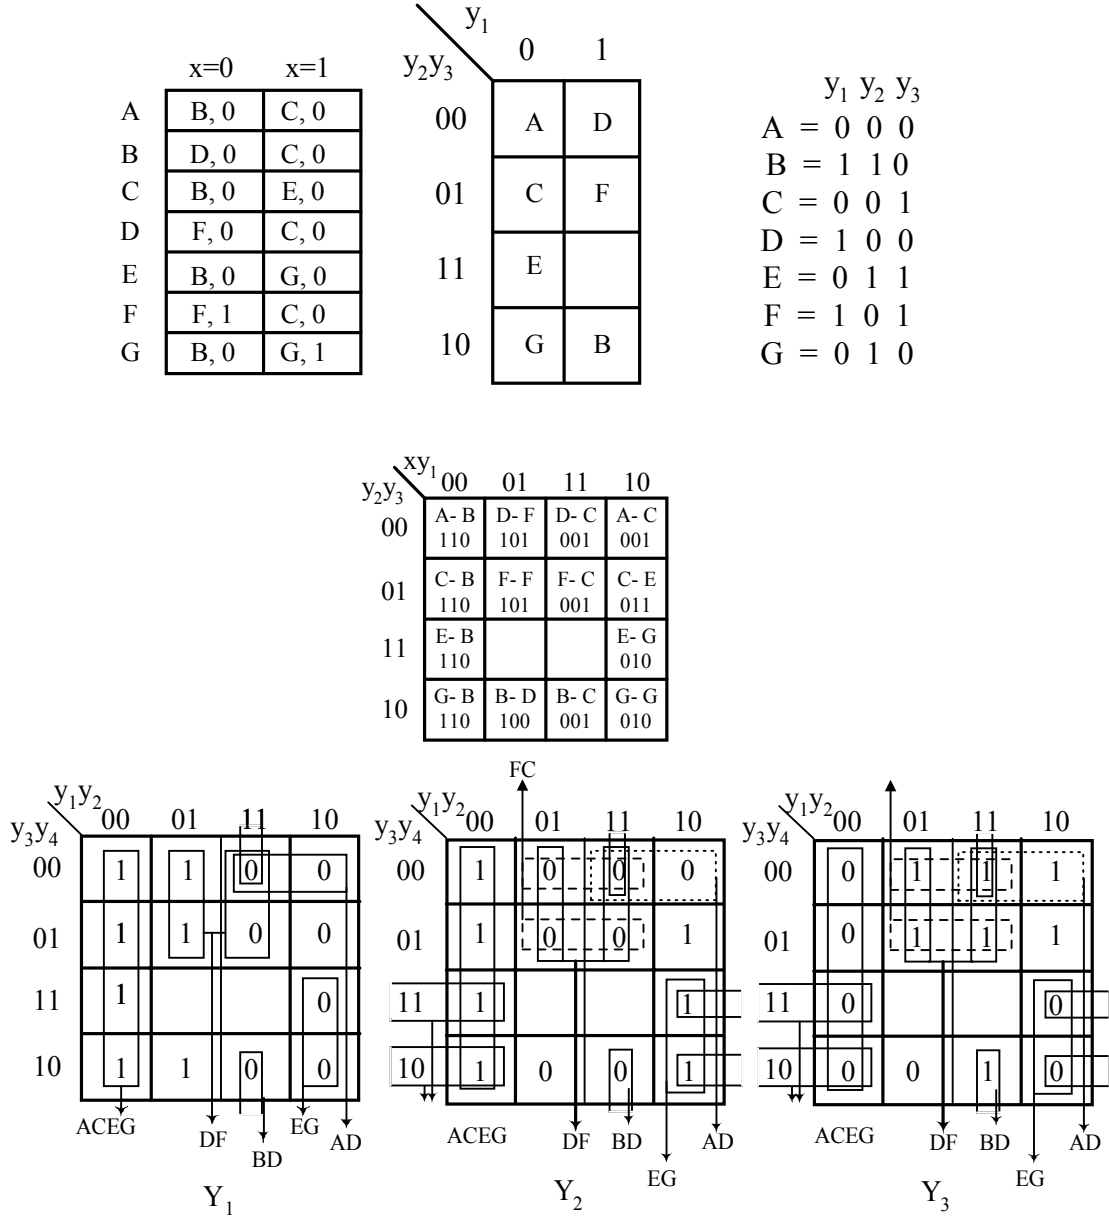 x=0 x=1
A B, 0 C, 0
B D, 0 C, 0
C B, 0 E, 0
D F, 0 C, 0
E B, 0 G, 0
F F, 1 C, 0
G B, 0 G, 1
y1
y2y3 0 1
00 A D
01 C F
11 E
10 G B
y1 y2 y3
A = 0 0 0
B = 1 1 0
C = 0 0 1
D = 1 0 0
E = 0 1 1
F = 1 0 1
G = 0 1 0
xy1
y2y3 00 01 11 10
00 A- B D- F D- C A- C
110 101 001 001
01 C- B F- F F- C C- E
110 101 001 011
11 E- B E- G
110 010
10 G- B B- D B- C G- G
110 100 001 010
y1y2
y3y4 00 01 11 10
00 1 1 0 0
01 1 1 0 0
11 1 0
10 1 1 0 0
ACEG DF BD EG AD
Y1
FC
y1y2
y3y4 00 01 11 10
00 1 0 0 0
01 1 0 0 1
11 1 1
10 1 0 0 1
ACEG DF BD EG AD
Y2
y1y2
y3y4 00 01 11 10
00 0 1 1 1
01 0 1 1 1
11 0 0
10 0 0 1 0
ACEG DF BD EG AD
Y3